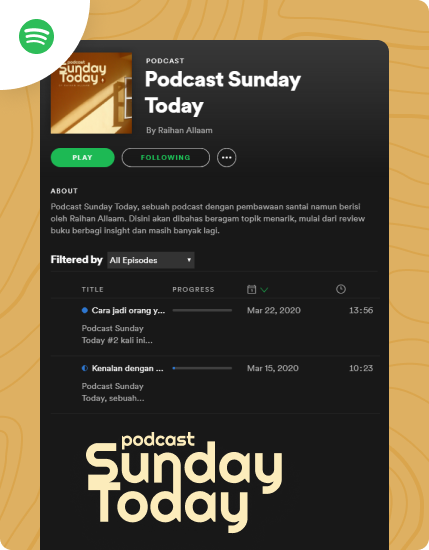 podcast
Sunday
Today
PODCAST
Podcast Sunday
Today
By Raihan Allaam
PLAY
FOLLOWING
ABOUT
Podcast Sunday Today, sebuah podcast dengan pembawaan santai namun berisi
oleh Raihan Allaam. Disini akan dibahas beragam topik menarik, mulai dari review
buku berbagi insight dan masih banyak lagi.
Filtered by All Episodes
TITLE PROGRESS
Cara jadi orang y... Mar 22, 2020 13:56
Podcast Sunday
Today #2 kali ini...
Kenalan dengan ... Mar 15, 2020 10:23
Podcast Sunday
Today, sebuah...
podcast
Sunday
Today